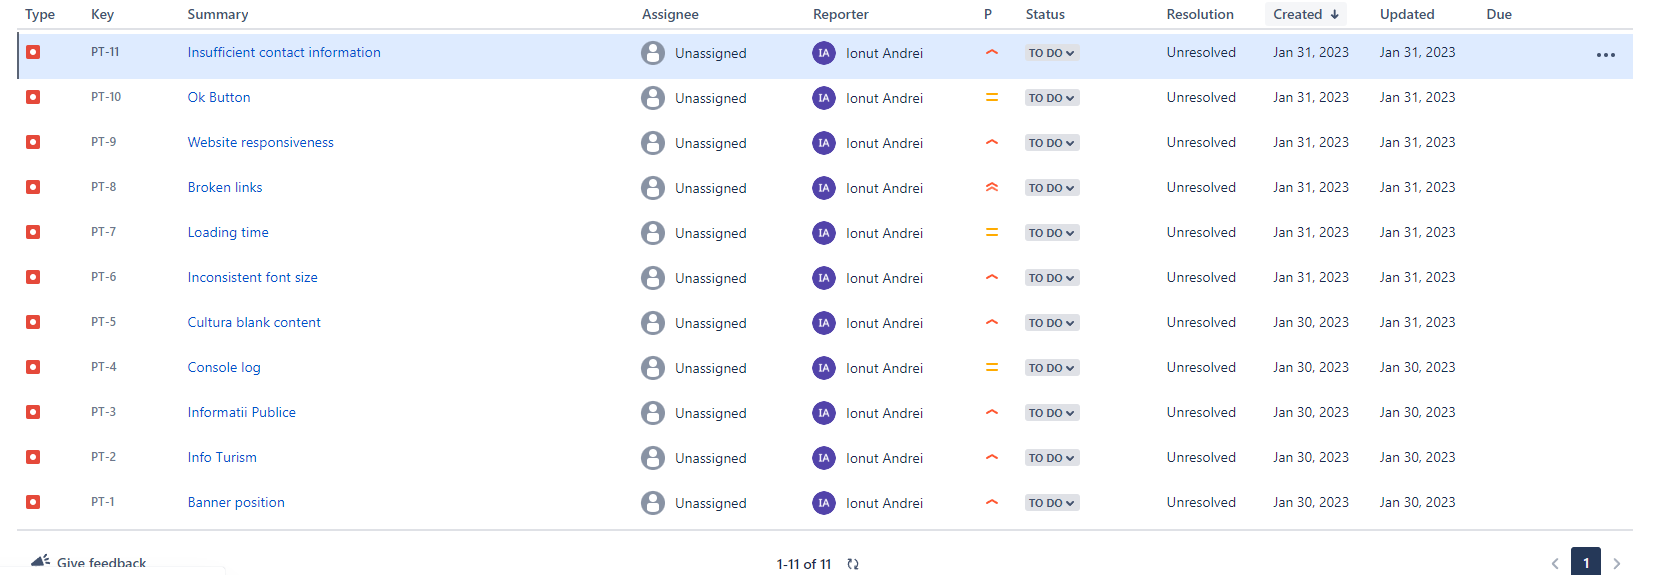 Type Key Summary Assignee Reporter P Status Resolution Created ↓ Updated Due
PT-11 Insufficient contact information Unassigned IA Ionut Andrei TO DO Unresolved Jan 31, 2023 Jan 31, 2023 •••
PT-10 Ok Button Unassigned IA Ionut Andrei TO DO Unresolved Jan 31, 2023 Jan 31, 2023
PT-9 Website responsiveness Unassigned IA Ionut Andrei TO DO Unresolved Jan 31, 2023 Jan 31, 2023
PT-8 Broken links Unassigned IA Ionut Andrei TO DO Unresolved Jan 31, 2023 Jan 31, 2023
PT-7 Loading time Unassigned IA Ionut Andrei TO DO Unresolved Jan 31, 2023 Jan 31, 2023
PT-6 Inconsistent font size Unassigned IA Ionut Andrei TO DO Unresolved Jan 31, 2023 Jan 31, 2023
PT-5 Cultura blank content Unassigned IA Ionut Andrei TO DO Unresolved Jan 30, 2023 Jan 31, 2023
PT-4 Console log Unassigned IA Ionut Andrei TO DO Unresolved Jan 30, 2023 Jan 30, 2023
PT-3 Informatii Publice Unassigned IA Ionut Andrei TO DO Unresolved Jan 30, 2023 Jan 30, 2023
PT-2 Info Turism Unassigned IA Ionut Andrei TO DO Unresolved Jan 30, 2023 Jan 30, 2023
PT-1 Banner position Unassigned IA Ionut Andrei TO DO Unresolved Jan 30, 2023 Jan 30, 2023
Give feedback 1-11 of 11 1